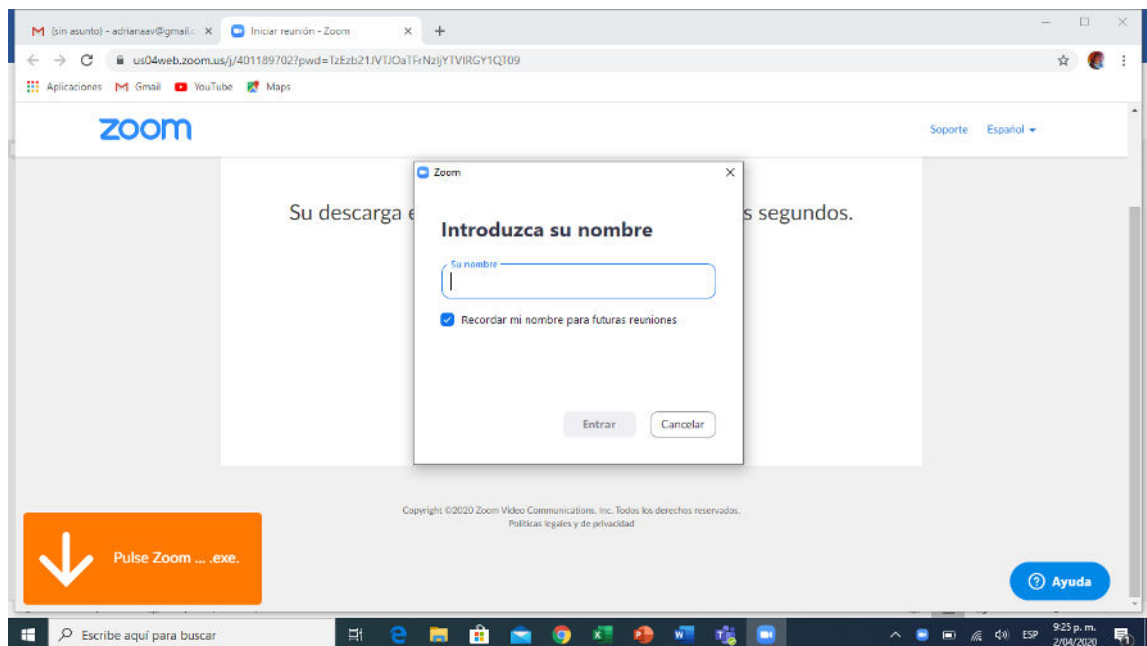 (sin asunto) - adrianaav@gmail.c
Iniciar reunión - Zoom
us04web.zoom.us/j/401189702?pwd=TzEzb21JVTJOaTFrNzljYTVIRGY1QT09
Aplicaciones Gmail YouTube Maps
zoom
Soporte Español
Zoom
Su descarga e
s segundos.
Introduzca su nombre
Su nombre
Recordar mi nombre para futuras reuniones
Entrar Cancelar
Copyright ©2020 Zoom Video Communications, Inc. Todos los derechos reservados.
Políticas legales y de privacidad
Pulse Zoom ... .exe.
Ayuda
Escribe aquí para buscar
ESP
9:25 p. m.
2/04/2020